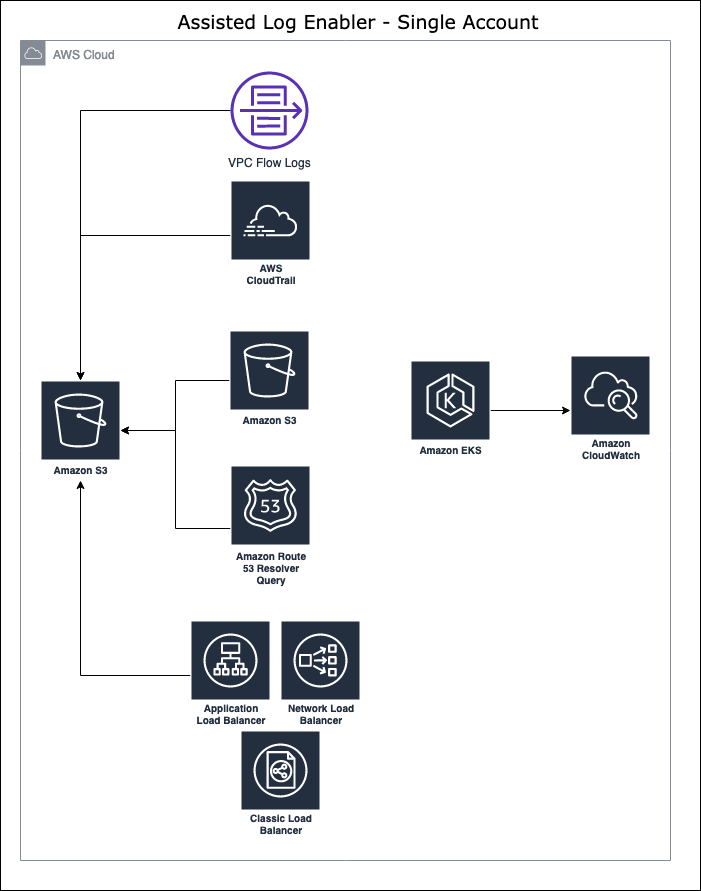 Assisted Log Enabler - Single Account
AWS Cloud
VPC Flow Logs
AWS
CloudTrail
Amazon S3
Amazon S3
K
Amazon EKS
Amazon
CloudWatch
53
Amazon Route
53 Resolver
Query
Application
Load Balancer
Network Load
Balancer
Classic Load
Balancer